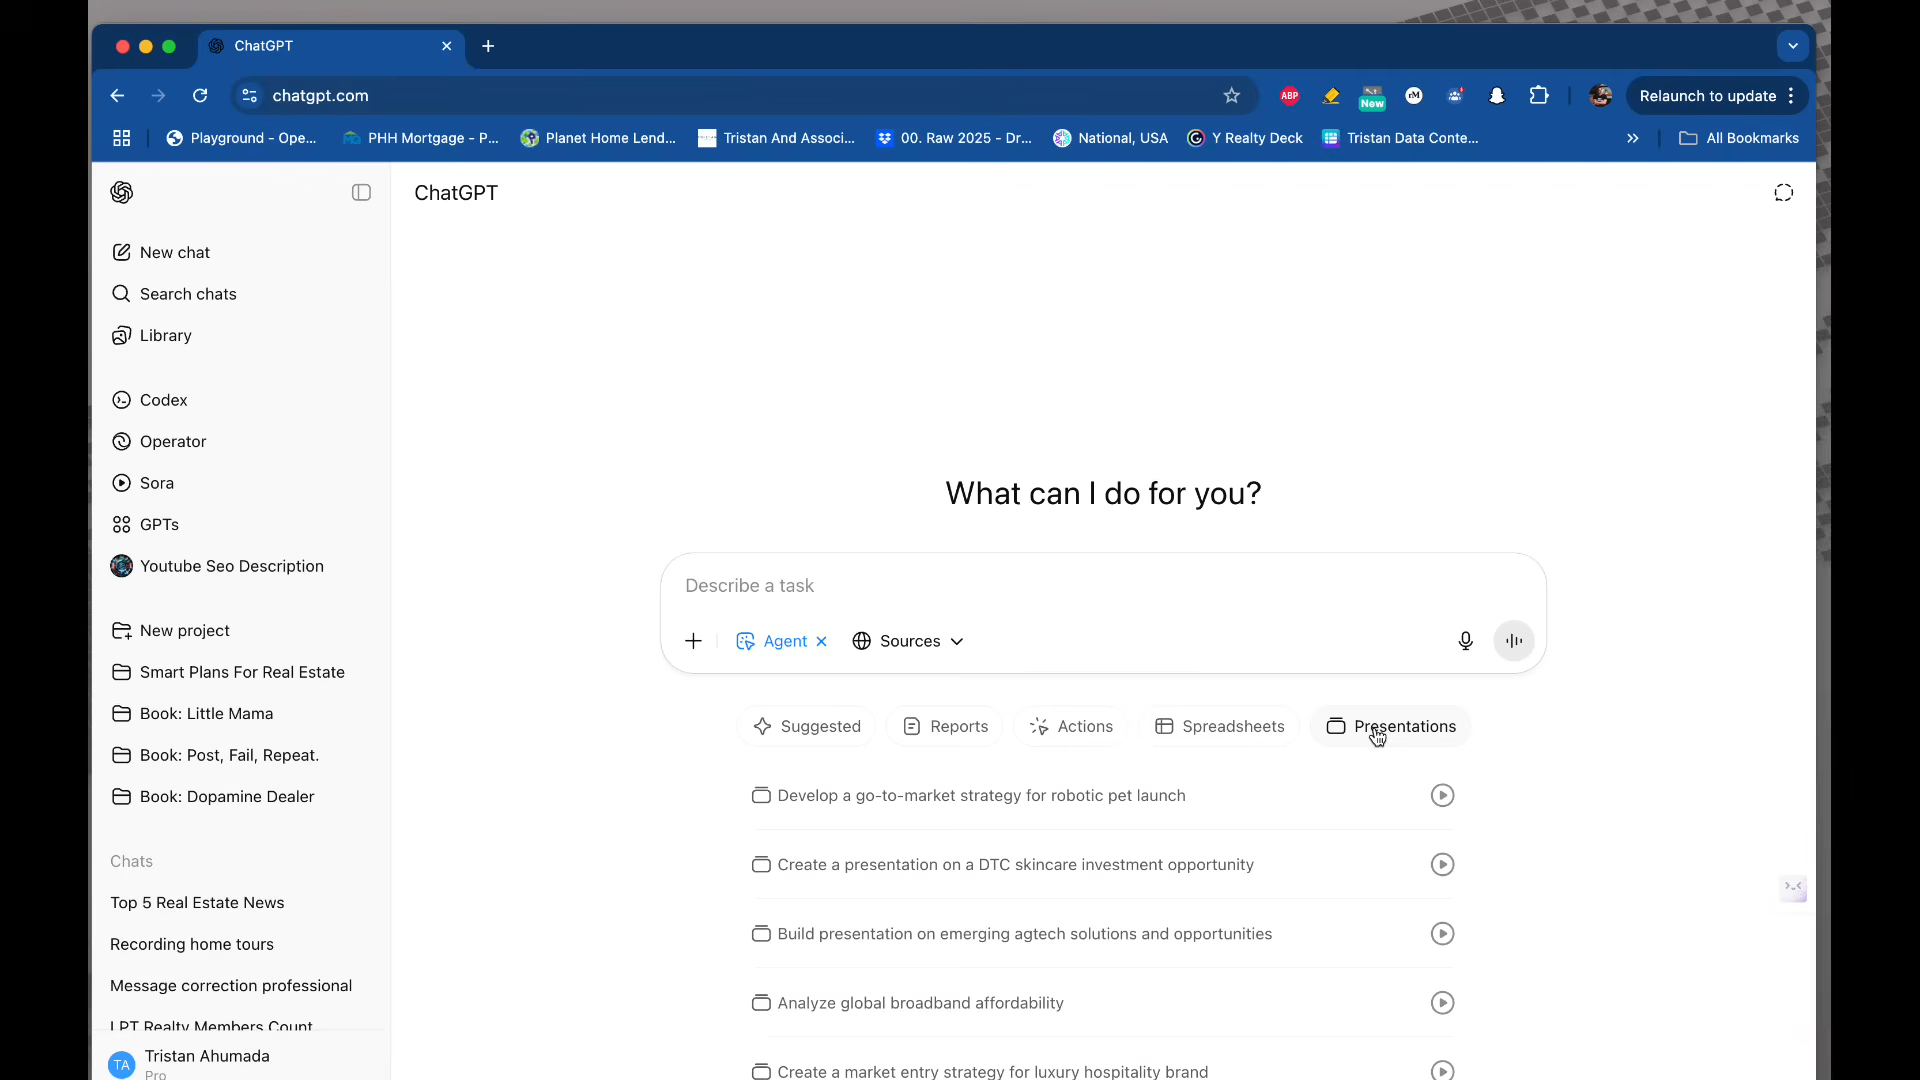 ChatGPT
chatgpt.com
ABP
New
rM
Relaunch to update
Playground - Ope...
PHH Mortgage - P...
Planet Home Lend...
Tristan And Associ...
00. Raw 2025 - Dr...
National, USA
Y Realty Deck
Tristan Data Conte...
All Bookmarks
ChatGPT
New chat
Search chats
Library
Codex
Operator
Sora
GPTs
Youtube Seo Description
New project
Smart Plans For Real Estate
Book: Little Mama
Book: Post, Fail, Repeat.
Book: Dopamine Dealer
Chats
Top 5 Real Estate News
Recording home tours
Message correction professional
LPT Realty Members Count
TA
Tristan Ahumada
Pro
What can I do for you?
Describe a task
Agent
Sources
Suggested
Reports
Actions
Spreadsheets
Presentations
Develop a go-to-market strategy for robotic pet launch
Create a presentation on a DTC skincare investment opportunity
Build presentation on emerging agtech solutions and opportunities
Analyze global broadband affordability
Create a market entry strategy for luxury hospitality brand